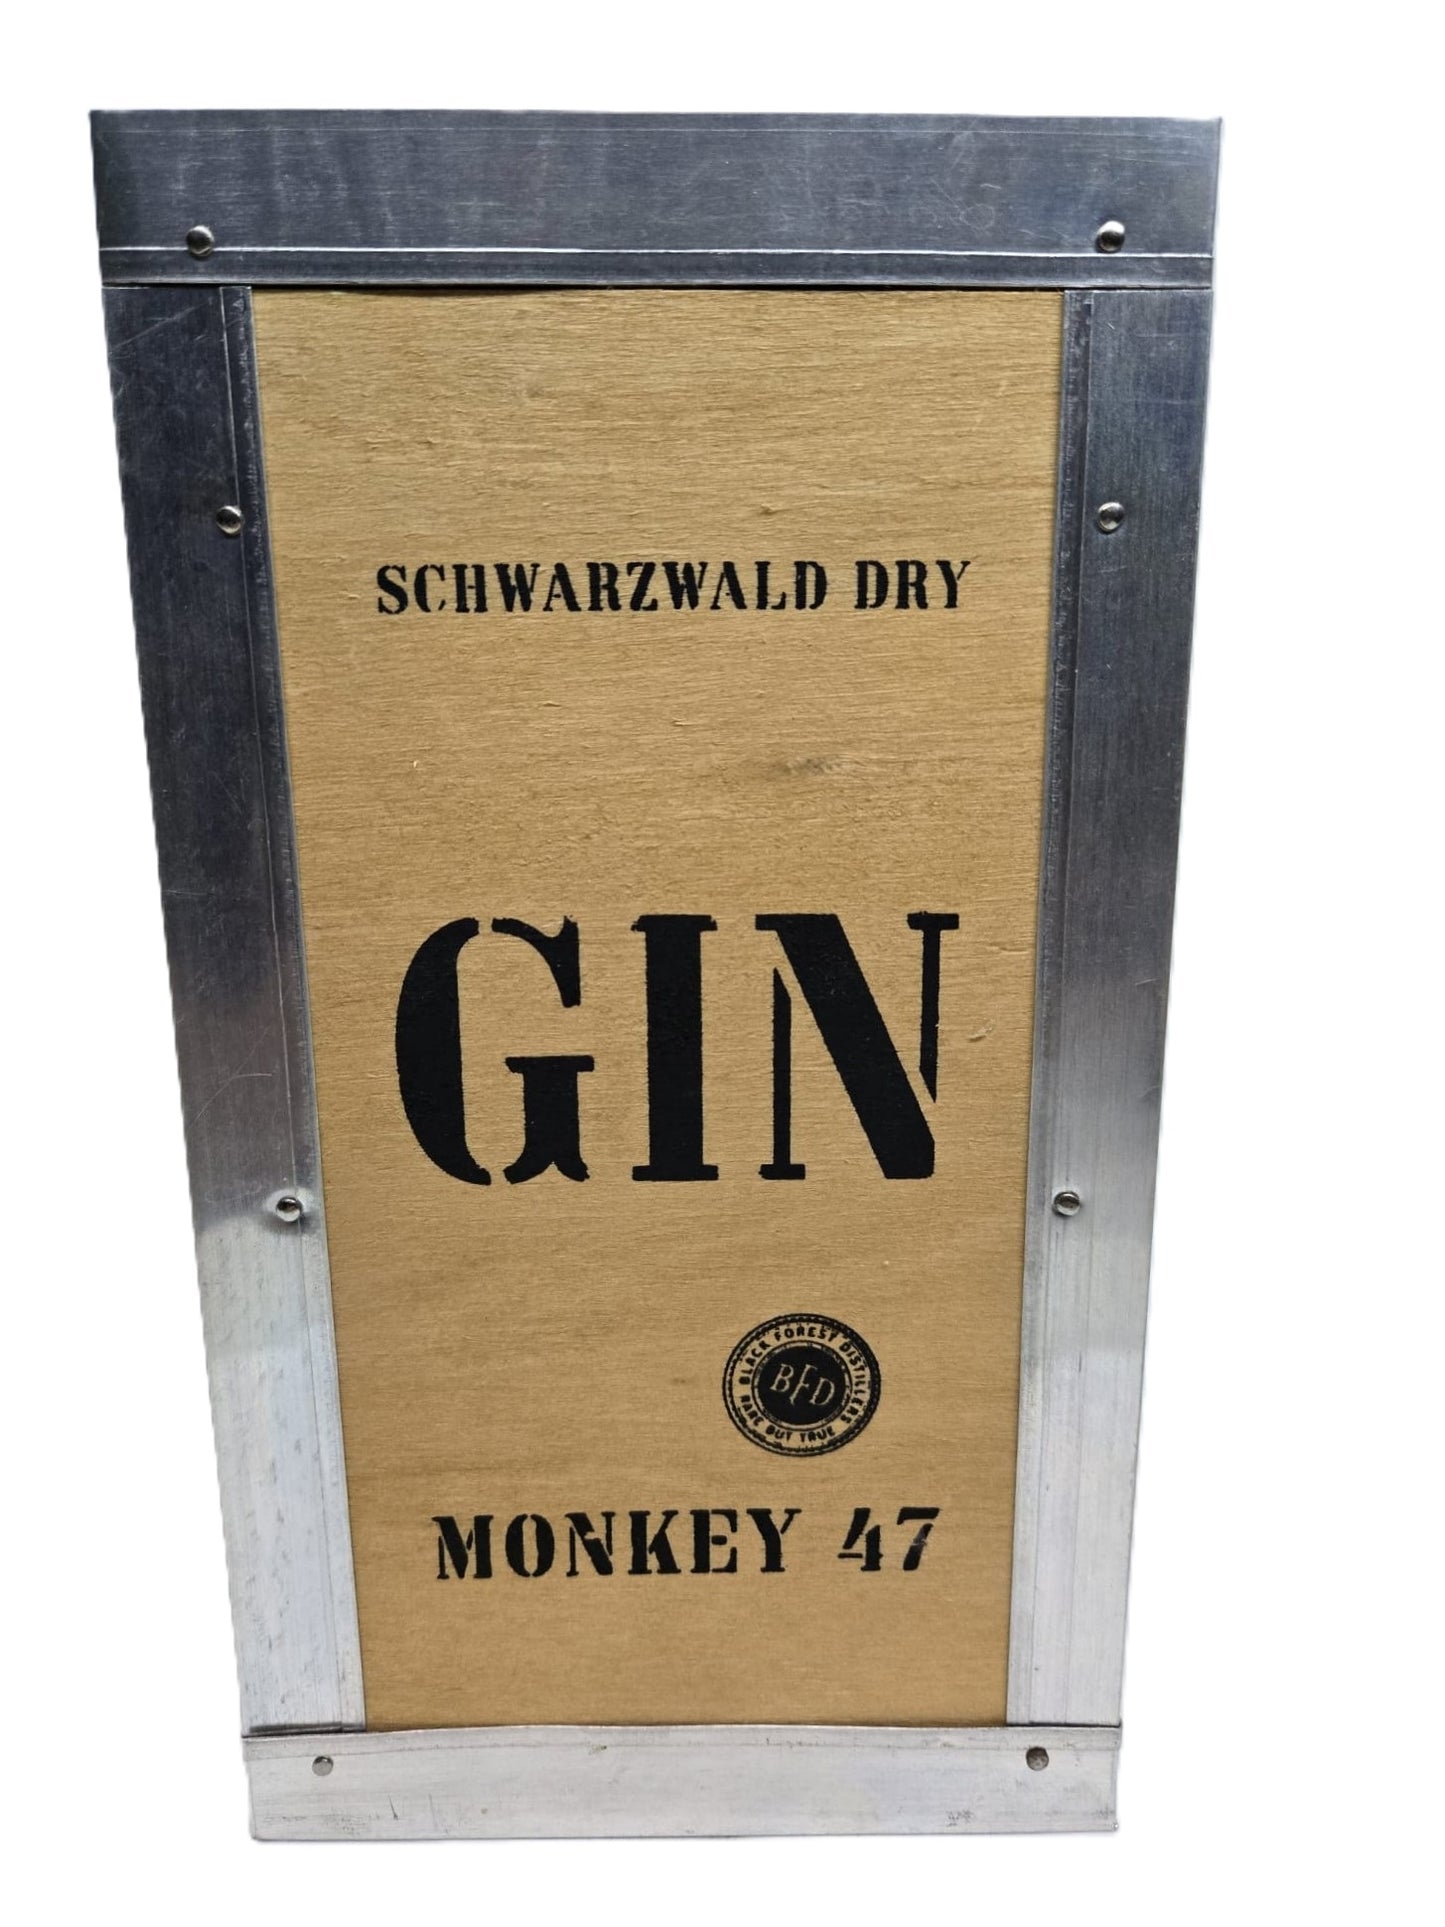 SCHWARZWALD DRY
GIN
BLACK FOREST DISTILLERS
BFD
RARE BUT TRUE
MONKEY 47